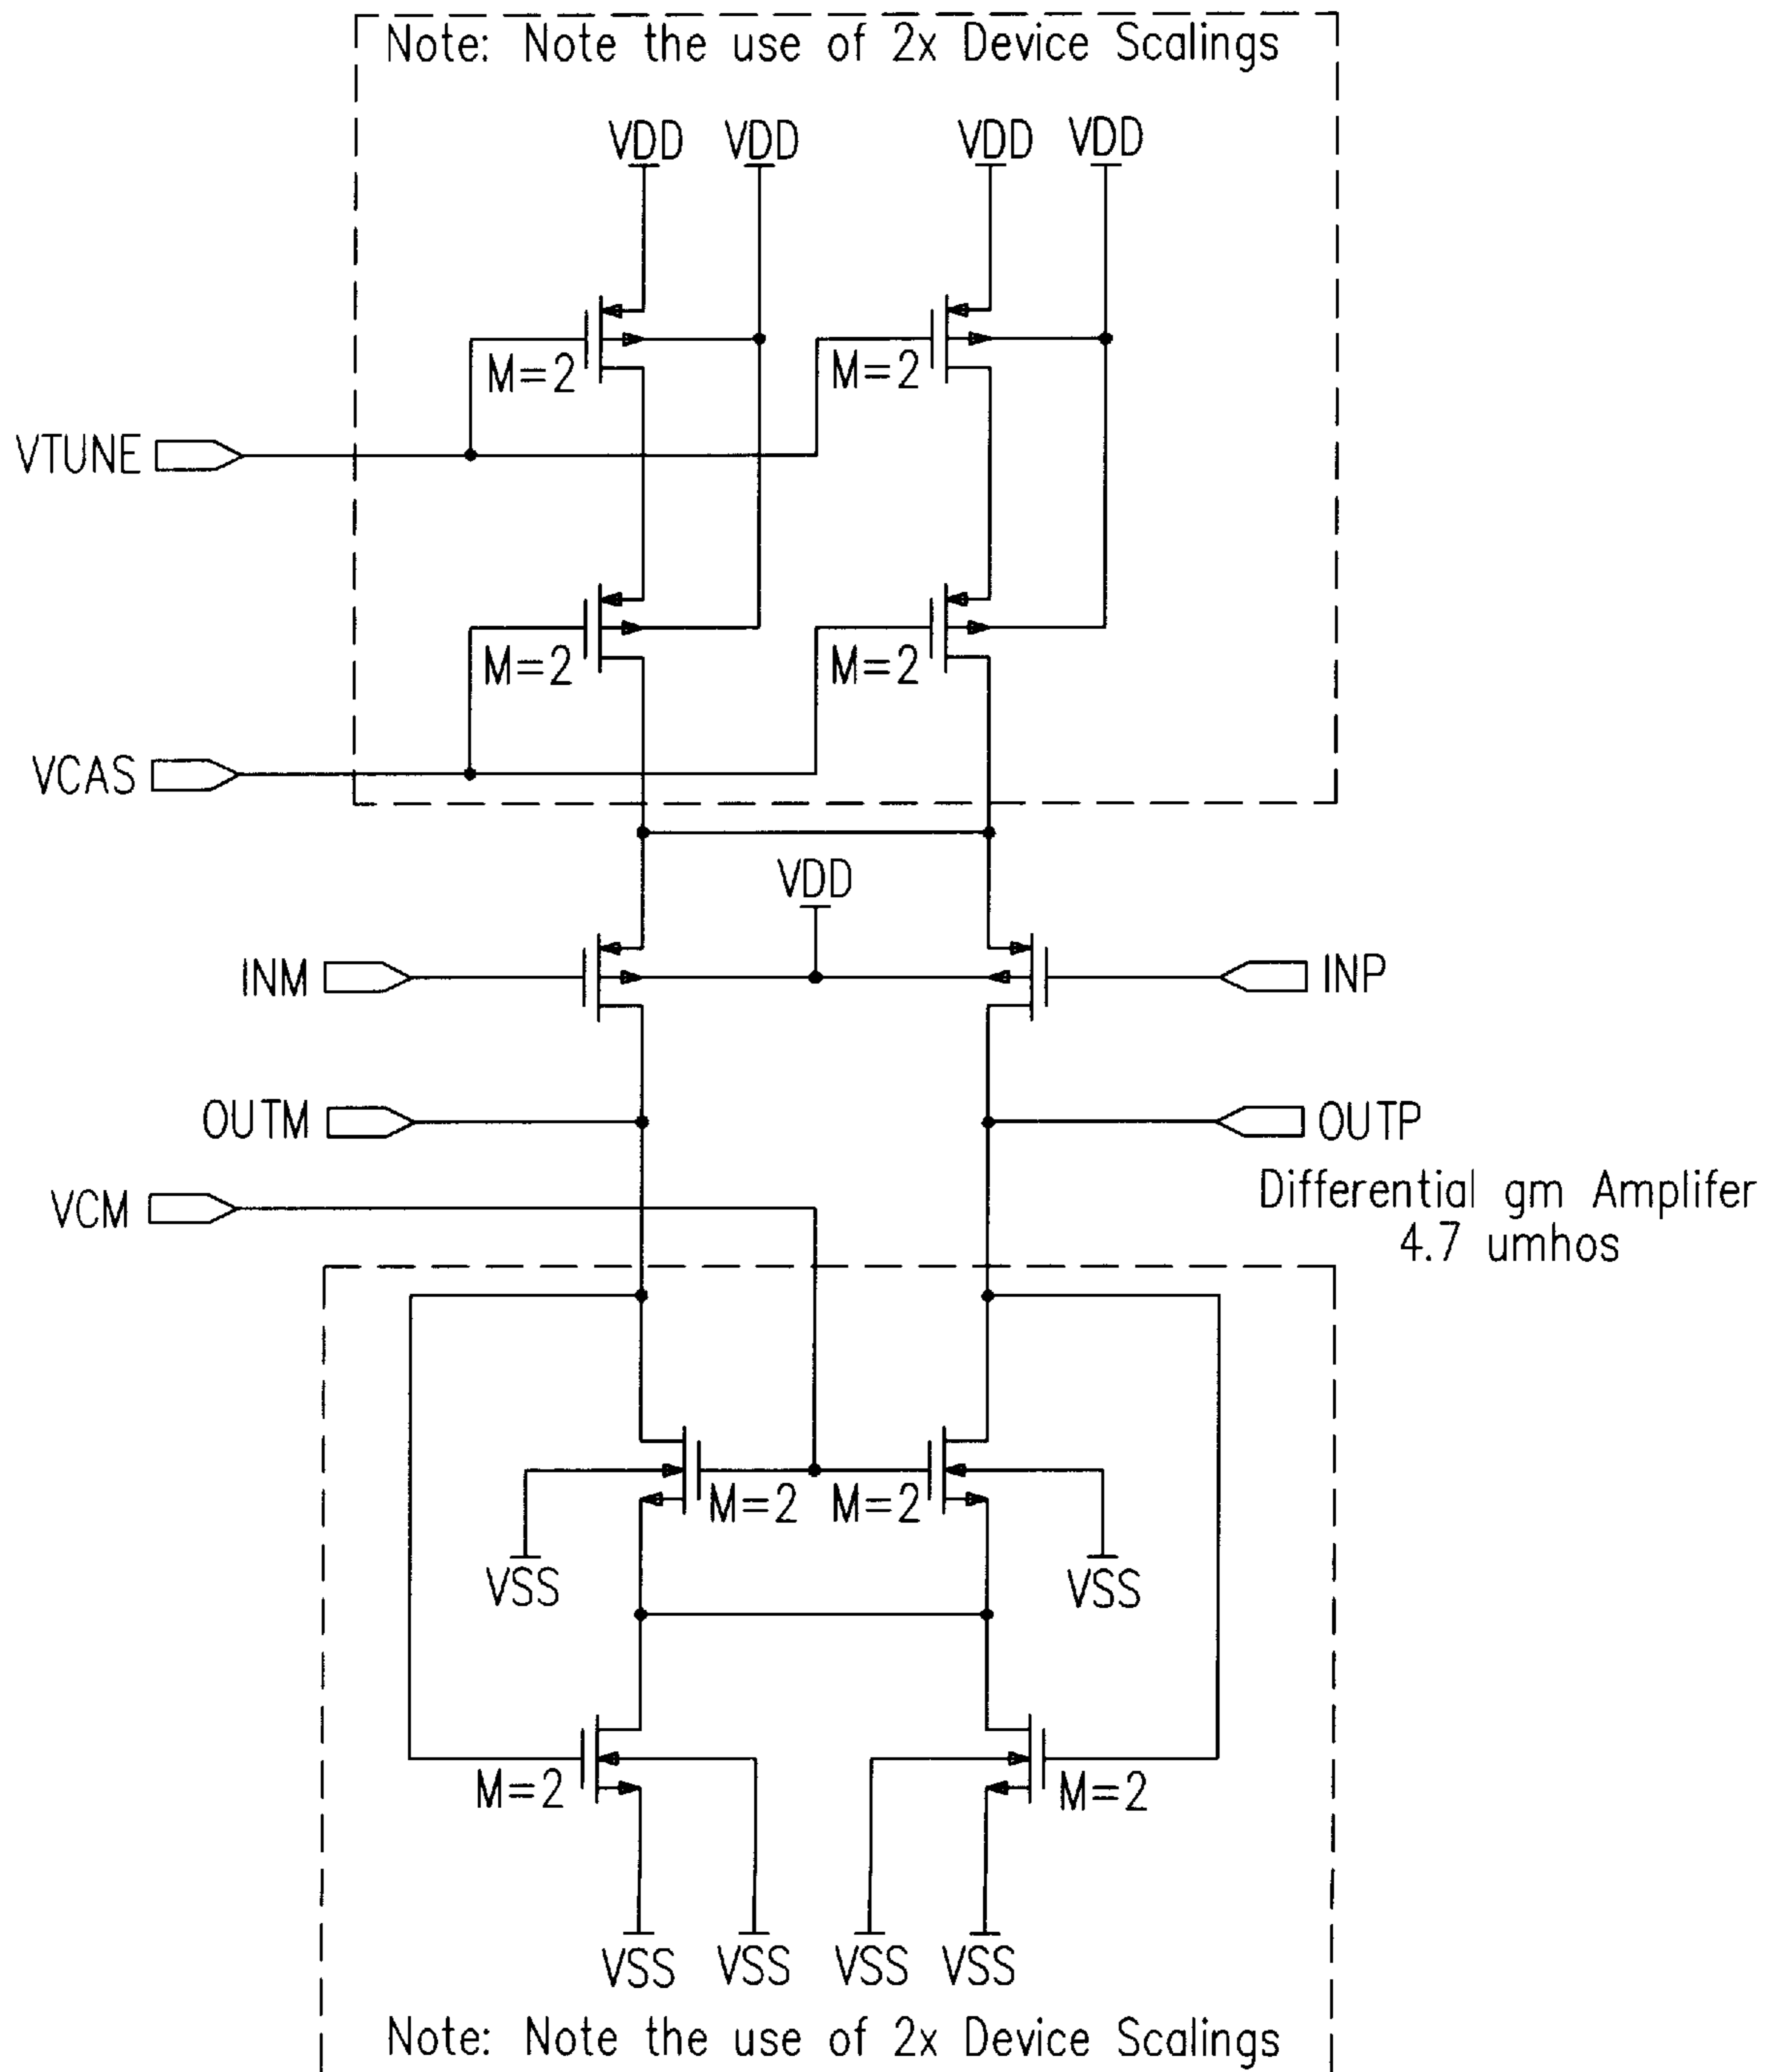 Note: Note the use of 2x Device Scalings
VDD VDD VDD VDD
M=2 M=2
VTUNE
M=2 M=2
VCAS
VDD
INM INP
OUTM OUTP
VCM
Differential gm Amplifer
4.7 umhos
M=2 M=2
VSS VSS
M=2 M=2
VSS VSS VSS VSS
Note: Note the use of 2x Device Scalings